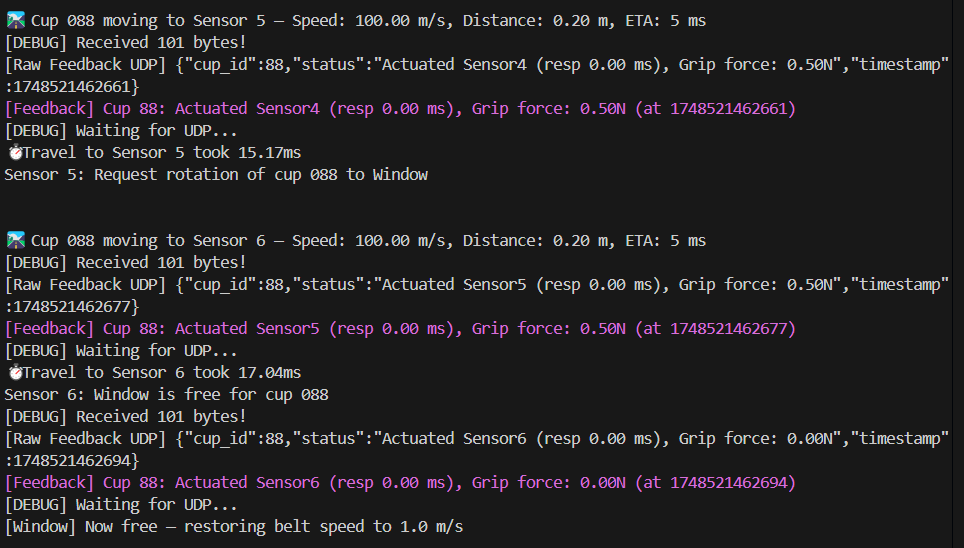 🛣️ Cup 088 moving to Sensor 5 — Speed: 100.00 m/s, Distance: 0.20 m, ETA: 5 ms
[DEBUG] Received 101 bytes!
[Raw Feedback UDP] {"cup_id":88,"status":"Actuated Sensor4 (resp 0.00 ms), Grip force: 0.50N","timestamp"
:1748521462661}
[Feedback] Cup 88: Actuated Sensor4 (resp 0.00 ms), Grip force: 0.50N (at 1748521462661)
[DEBUG] Waiting for UDP...
⏱️Travel to Sensor 5 took 15.17ms
Sensor 5: Request rotation of cup 088 to Window
🛣️ Cup 088 moving to Sensor 6 — Speed: 100.00 m/s, Distance: 0.20 m, ETA: 5 ms
[DEBUG] Received 101 bytes!
[Raw Feedback UDP] {"cup_id":88,"status":"Actuated Sensor5 (resp 0.00 ms), Grip force: 0.50N","timestamp"
:1748521462677}
[Feedback] Cup 88: Actuated Sensor5 (resp 0.00 ms), Grip force: 0.50N (at 1748521462677)
[DEBUG] Waiting for UDP...
⏱️Travel to Sensor 6 took 17.04ms
Sensor 6: Window is free for cup 088
[DEBUG] Received 101 bytes!
[Raw Feedback UDP] {"cup_id":88,"status":"Actuated Sensor6 (resp 0.00 ms), Grip force: 0.00N","timestamp"
:1748521462694}
[Feedback] Cup 88: Actuated Sensor6 (resp 0.00 ms), Grip force: 0.00N (at 1748521462694)
[DEBUG] Waiting for UDP...
[Window] Now free — restoring belt speed to 1.0 m/s